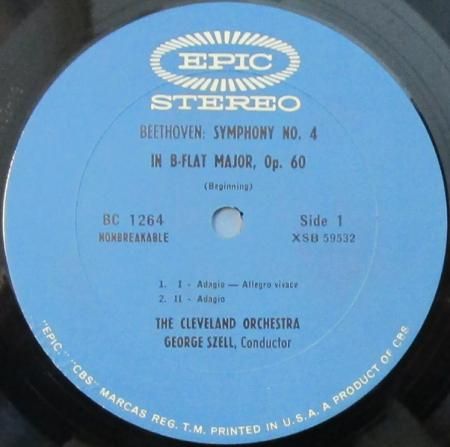 EPIC
STEREO
BEETHOVEN: SYMPHONY NO. 4
IN B-FLAT MAJOR, Op. 60
(Beginning)
BC 1264
NONBREAKABLE
Side 1
XSB 59532
1. I - Adagio — Allegro vivace
2. II - Adagio
THE CLEVELAND ORCHESTRA
GEORGE SZELL, Conductor
"EPIC," "CBS" MARCAS REG. T.M. PRINTED IN U.S.A. A PRODUCT OF CBS